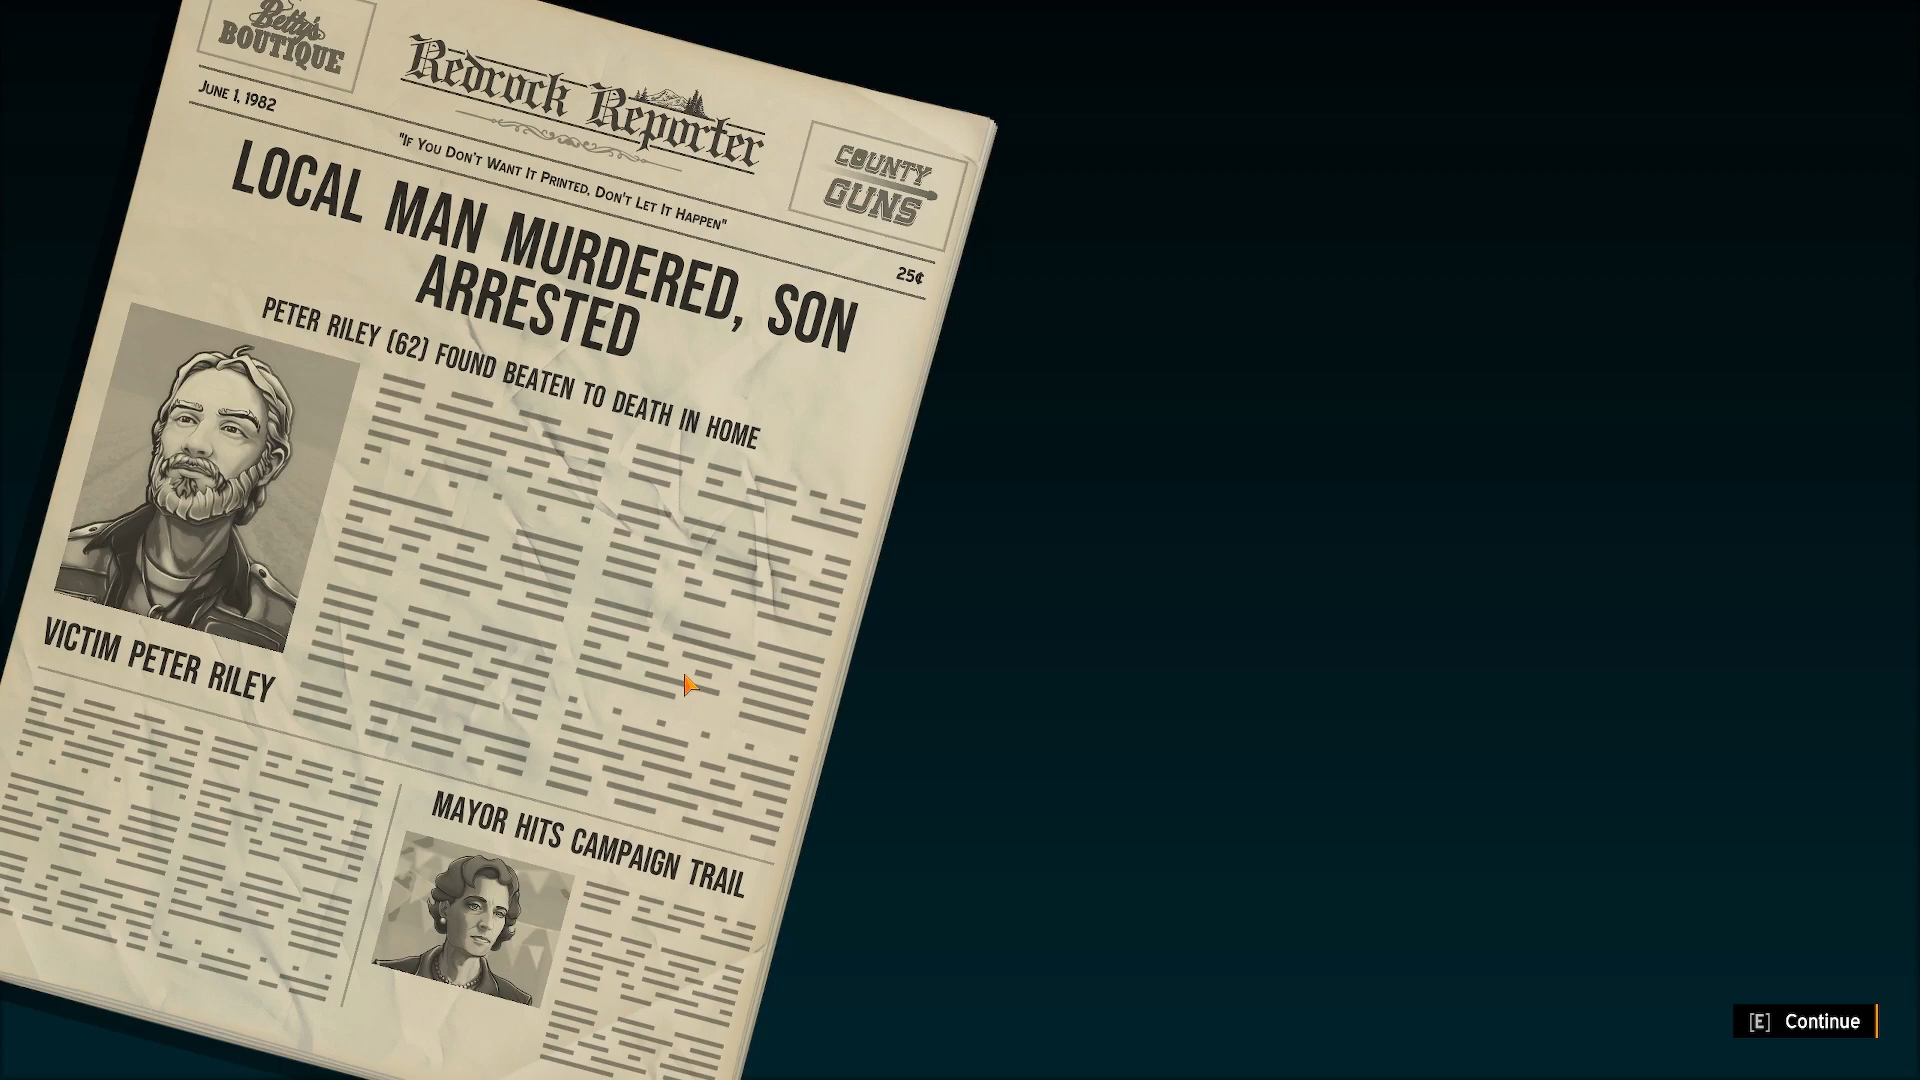 Betty's
BOUTIQUE
Redrock Reporter
COUNTY
GUNS
JUNE 1, 1982
"IF YOU DON'T WANT IT PRINTED, DON'T LET IT HAPPEN"
25¢
LOCAL MAN MURDERED, SON
ARRESTED
PETER RILEY (62) FOUND BEATEN TO DEATH IN HOME
VICTIM PETER RILEY
MAYOR HITS CAMPAIGN TRAIL
[E] Continue